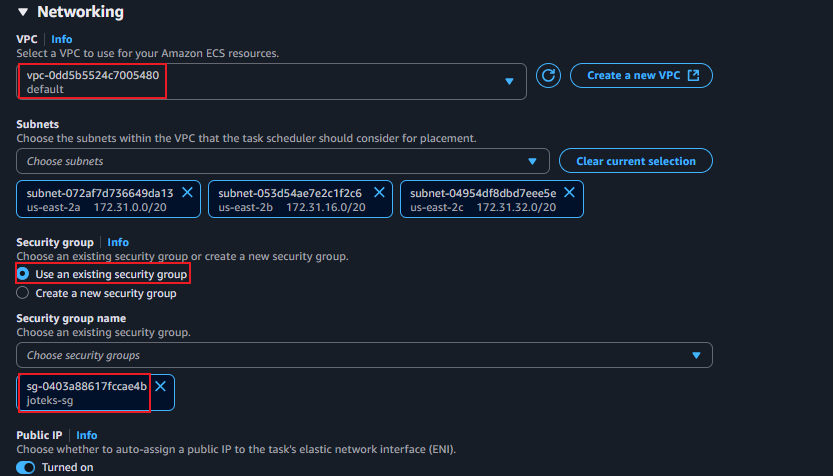 Networking
VPC | Info
Select a VPC to use for your Amazon ECS resources.
vpc-0dd5b5524c7005480
default
Create a new VPC
Subnets
Choose the subnets within the VPC that the task scheduler should consider for placement.
Choose subnets
Clear current selection
subnet-072af7d736649da13
us-east-2a 172.31.0.0/20
subnet-053d54ae7e2c1f2c6
us-east-2b 172.31.16.0/20
subnet-04954df8dbd7eee5e
us-east-2c 172.31.32.0/20
Security group | Info
Choose an existing security group or create a new security group.
Use an existing security group
Create a new security group
Security group name
Choose an existing security group.
Choose security groups
sg-0403a88617fccae4b
joteks-sg
Public IP | Info
Choose whether to auto-assign a public IP to the task's elastic network interface (ENI).
Turned on